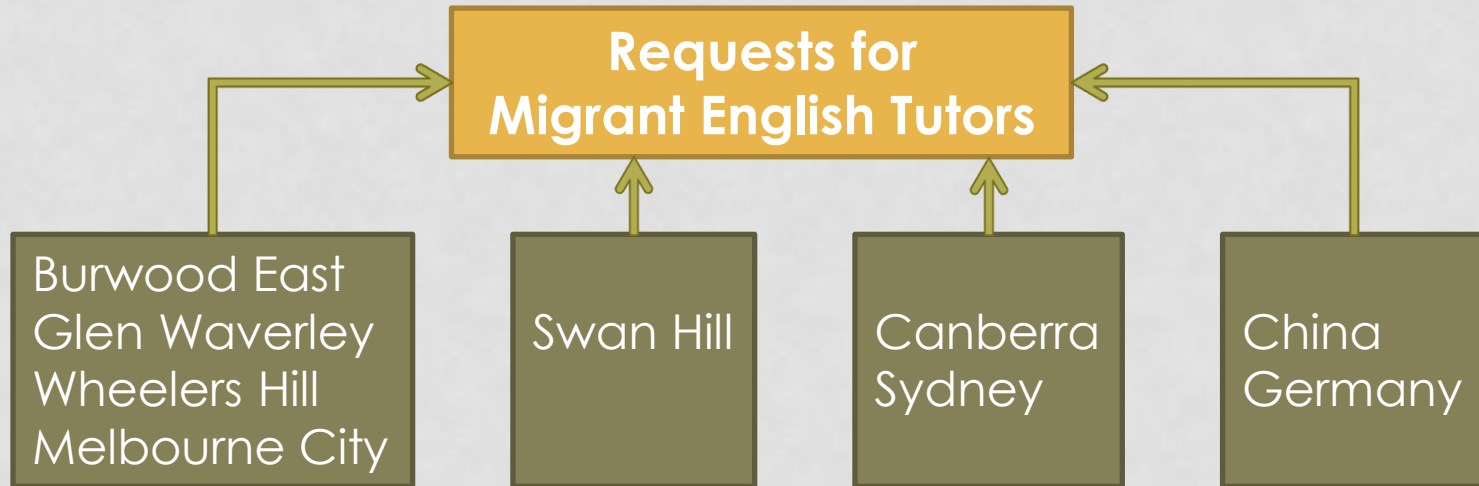 Requests for
Migrant English Tutors
Burwood East
Glen Waverley
Wheelers Hill
Melbourne City
Swan Hill
Canberra
Sydney
China
Germany